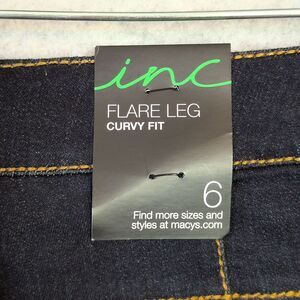 inc
FLARE LEG
CURVY FIT
6
Find more sizes and
styles at macys.com